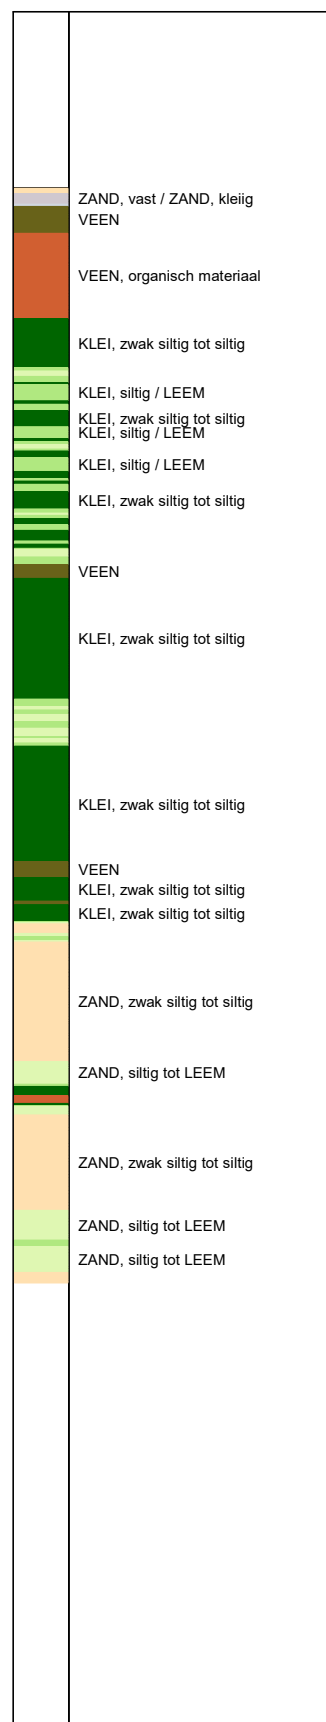 ZAND, vast / ZAND, kleiig
VEEN
VEEN, organisch materiaal
KLEI, zwak siltig tot siltig
KLEI, siltig / LEEM
KLEI, zwak siltig tot siltig
KLEI, siltig / LEEM
KLEI, siltig / LEEM
KLEI, zwak siltig tot siltig
VEEN
KLEI, zwak siltig tot siltig
KLEI, zwak siltig tot siltig
VEEN
KLEI, zwak siltig tot siltig
KLEI, zwak siltig tot siltig
ZAND, zwak siltig tot siltig
ZAND, siltig tot LEEM
ZAND, zwak siltig tot siltig
ZAND, siltig tot LEEM
ZAND, siltig tot LEEM